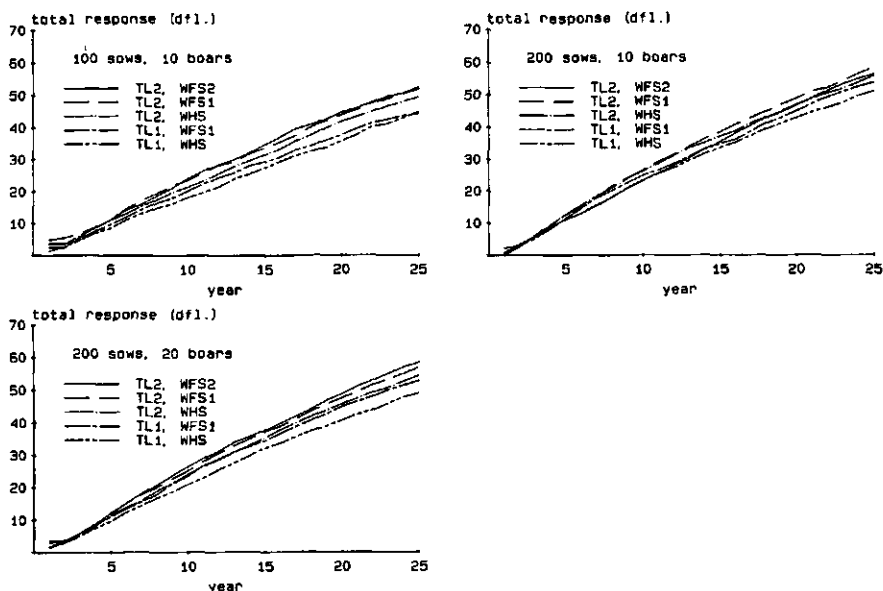 total response (dfl.)
70
60
50
40
30
20
10
100 sows, 10 boars
TL2, WFS2
TL2, WFS1
TL2, WHS
TL1, WFS1
TL1, WHS
5 10 15 20 25
year
total response (dfl.)
70
60
50
40
30
20
10
200 sows, 10 boars
TL2, WFS2
TL2, WFS1
TL2, WHS
TL1, WFS1
TL1, WHS
5 10 15 20 25
year
total response (dfl.)
70
60
50
40
30
20
10
200 sows, 20 boars
TL2, WFS2
TL2, WFS1
TL2, WHS
TL1, WFS1
TL1, WHS
5 10 15 20 25
year